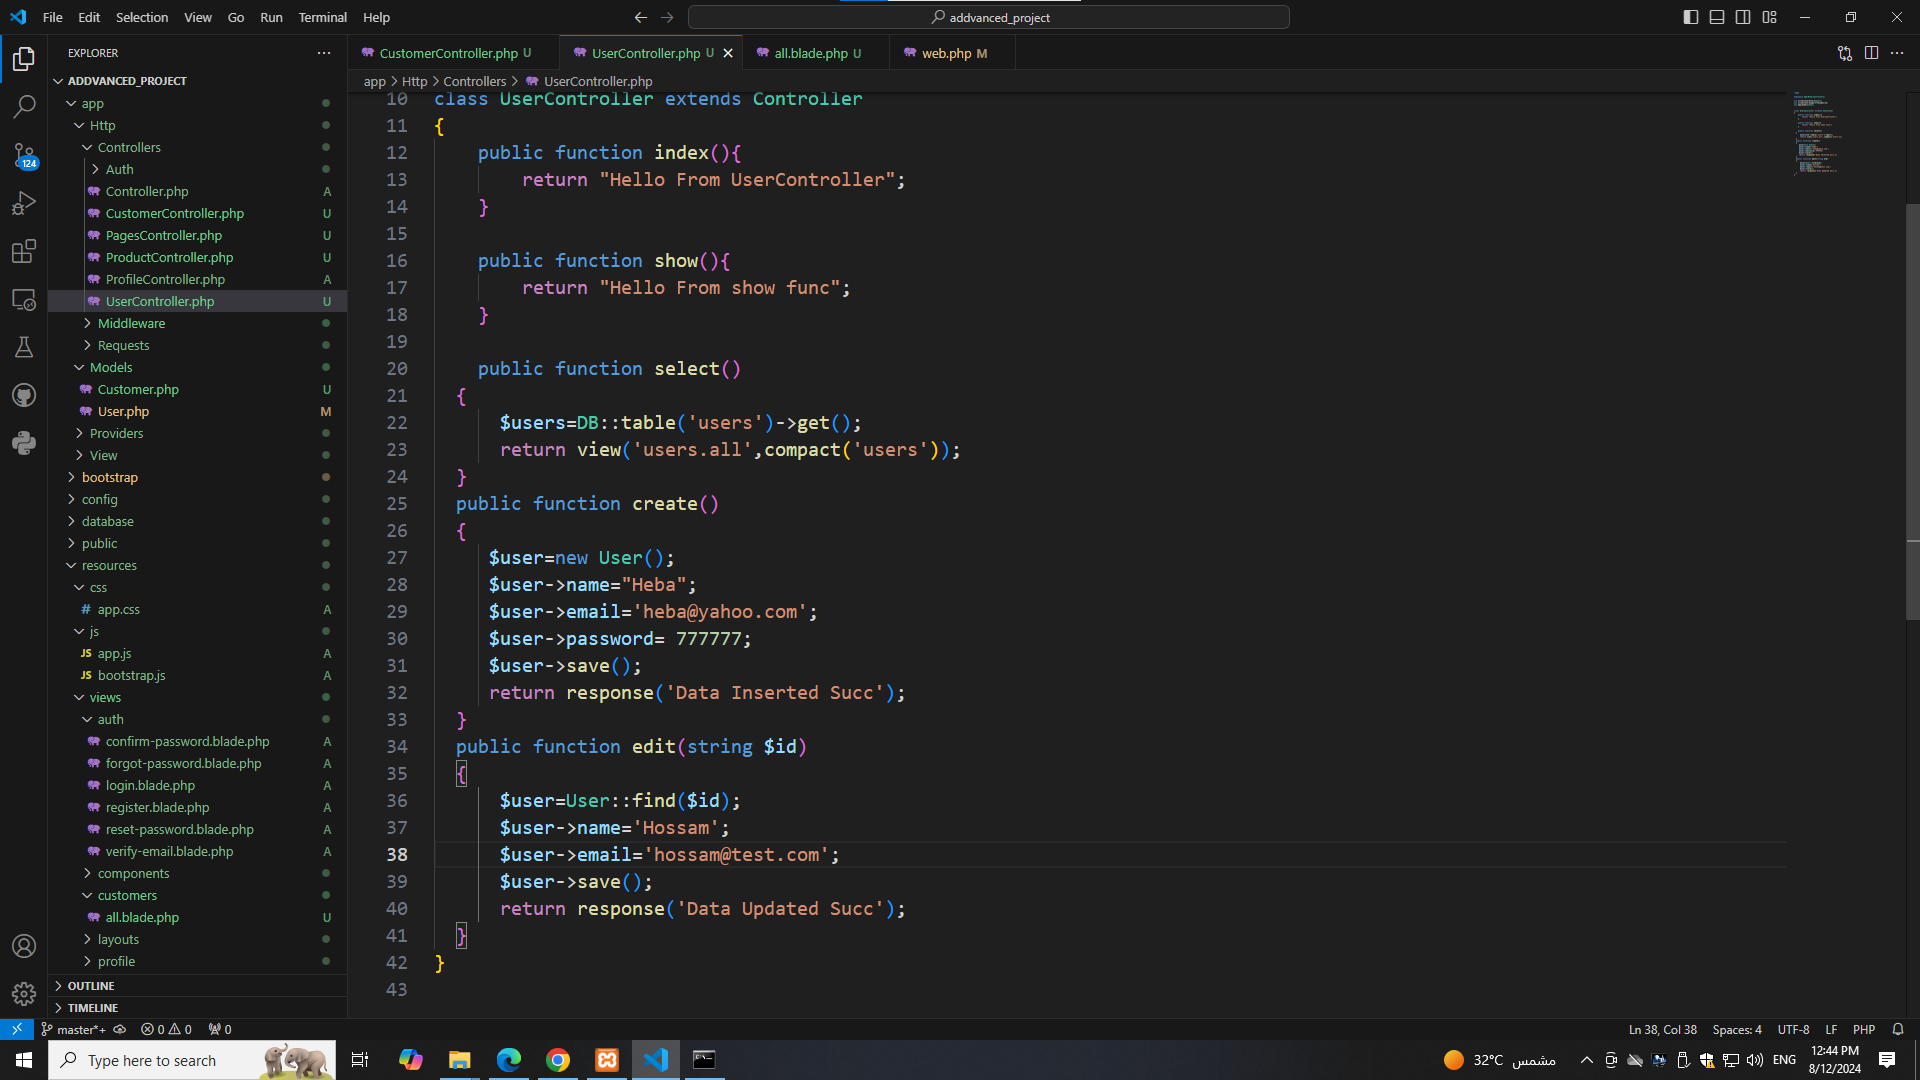 File Edit Selection View Go Run Terminal Help
addvanced_project
EXPLORER
ADDVANCED_PROJECT
app
Http
Controllers
Auth
Controller.php A
CustomerController.php U
PagesController.php U
ProductController.php U
ProfileController.php A
UserController.php U
Middleware
Requests
Models
Customer.php U
User.php M
Providers
View
bootstrap
config
database
public
resources
css
# app.css A
js
JS app.js A
JS bootstrap.js A
views
auth
confirm-password.blade.php A
forgot-password.blade.php A
login.blade.php A
register.blade.php A
reset-password.blade.php A
verify-email.blade.php A
components
customers
all.blade.php U
layouts
profile
OUTLINE
TIMELINE
124
CustomerController.php U
UserController.php U
all.blade.php U
web.php M
app > Http > Controllers > UserController.php
10 class UserController extends Controller
11 {
12 public function index(){
13 return "Hello From UserController";
14 }
15
16 public function show(){
17 return "Hello From show func";
18 }
19
20 public function select()
21 {
22 $users=DB::table('users')->get();
23 return view('users.all',compact('users'));
24 }
25 public function create()
26 {
27 $user=new User();
28 $user->name="Heba";
29 $user->email='heba@yahoo.com';
30 $user->password= 777777;
31 $user->save();
32 return response('Data Inserted Succ');
33 }
34 public function edit(string $id)
35 {
36 $user=User::find($id);
37 $user->name='Hossam';
38 $user->email='hossam@test.com';
39 $user->save();
40 return response('Data Updated Succ');
41 }
42 }
43
master*+ 0 0 0
Ln 38, Col 38 Spaces: 4 UTF-8 LF PHP
Type here to search
32°C مشمس
ENG
12:44 PM
8/12/2024